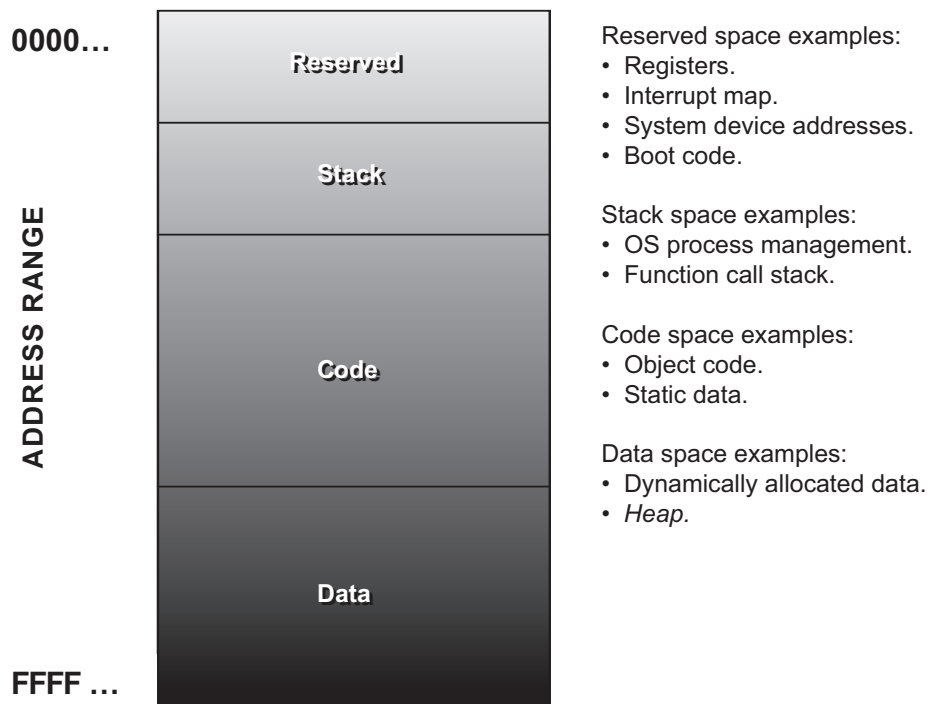 0000…
Reserved
Stack
Code
Data
ADDRESS RANGE
FFFF …
Reserved space examples:
• Registers.
• Interrupt map.
• System device addresses.
• Boot code.
Stack space examples:
• OS process management.
• Function call stack.
Code space examples:
• Object code.
• Static data.
Data space examples:
• Dynamically allocated data.
• Heap.